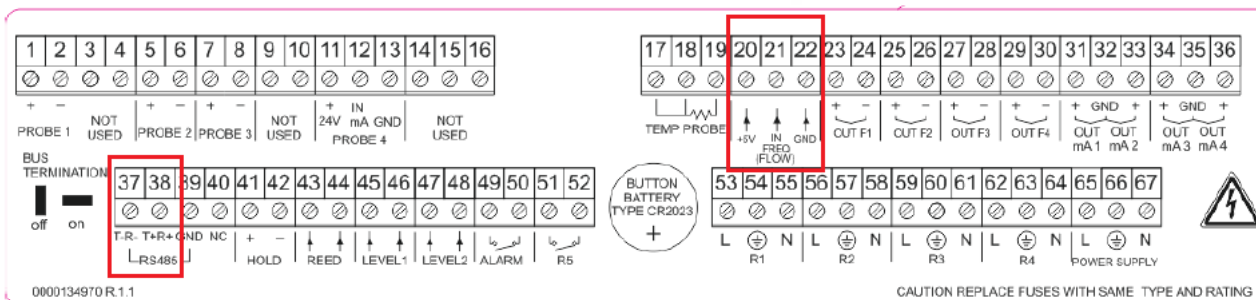 1 2 3 4 5 6 7 8 9 10 11 12 13 14 15 16
+ − + − + − + IN
24V mA GND
PROBE 1 NOT USED PROBE 2 PROBE 3 NOT USED PROBE 4 NOT USED
17 18 19 20 21 22 23 24 25 26 27 28 29 30 31 32 33 34 35 36
+ − + − + − + − + GND + + GND +
TEMP PROBE +5V IN FREQ (FLOW) GND OUT F1 OUT F2 OUT F3 OUT F4 OUT mA 1 OUT mA 2 OUT mA 3 OUT mA 4
BUS
TERMINATION
off on
37 38 39 40 41 42 43 44 45 46 47 48 49 50 51 52
T-R- T+R+ GND NC + −
RS485 HOLD REED LEVEL1 LEVEL2 ALARM R5
BUTTON
BATTERY
TYPE CR2023
+
53 54 55 56 57 58 59 60 61 62 63 64 65 66 67
L N L N L N L N L N
R1 R2 R3 R4 POWER SUPPLY
0000134970 R.1.1
CAUTION REPLACE FUSES WITH SAME TYPE AND RATING